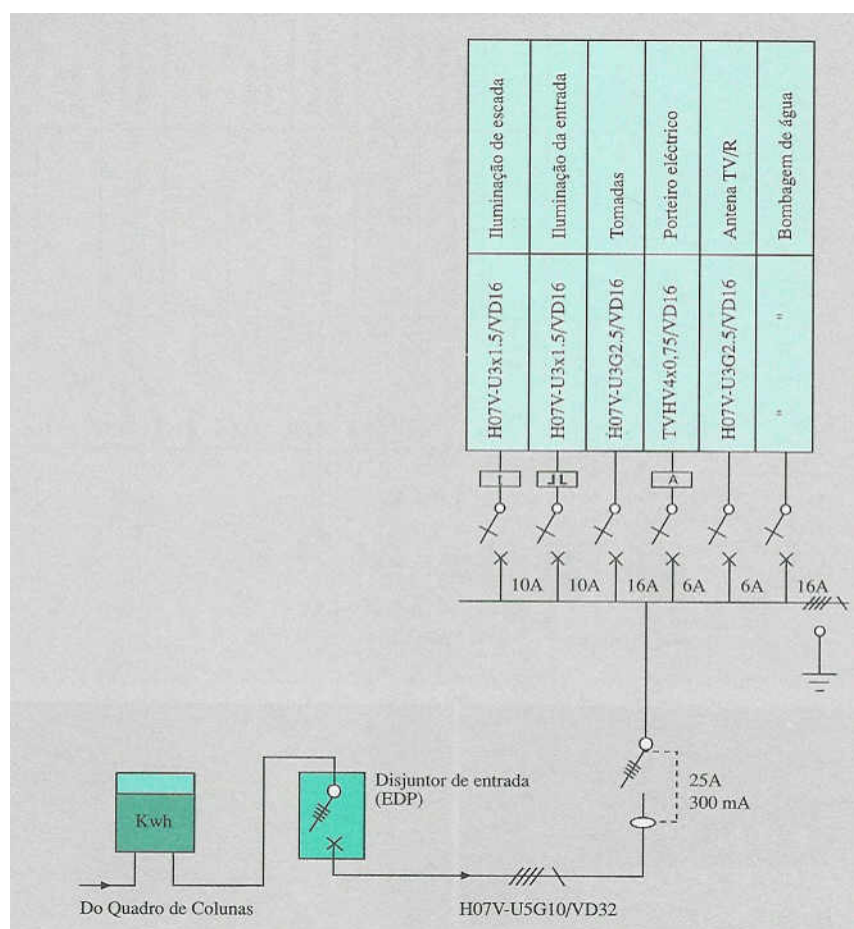 Iluminação de escada
Iluminação da entrada
Tomadas
Porteiro eléctrico
Antena TV/R
Bombagem de água
H07V-U3x1.5/VD16
H07V-U3x1.5/VD16
H07V-U3G2.5/VD16
TVHV4x0,75/VD16
H07V-U3G2.5/VD16
" "
t
A
10A 10A 16A 6A 6A 16A
25A
300 mA
Disjuntor de entrada
(EDP)
Kwh
Do Quadro de Colunas
H07V-U5G10/VD32